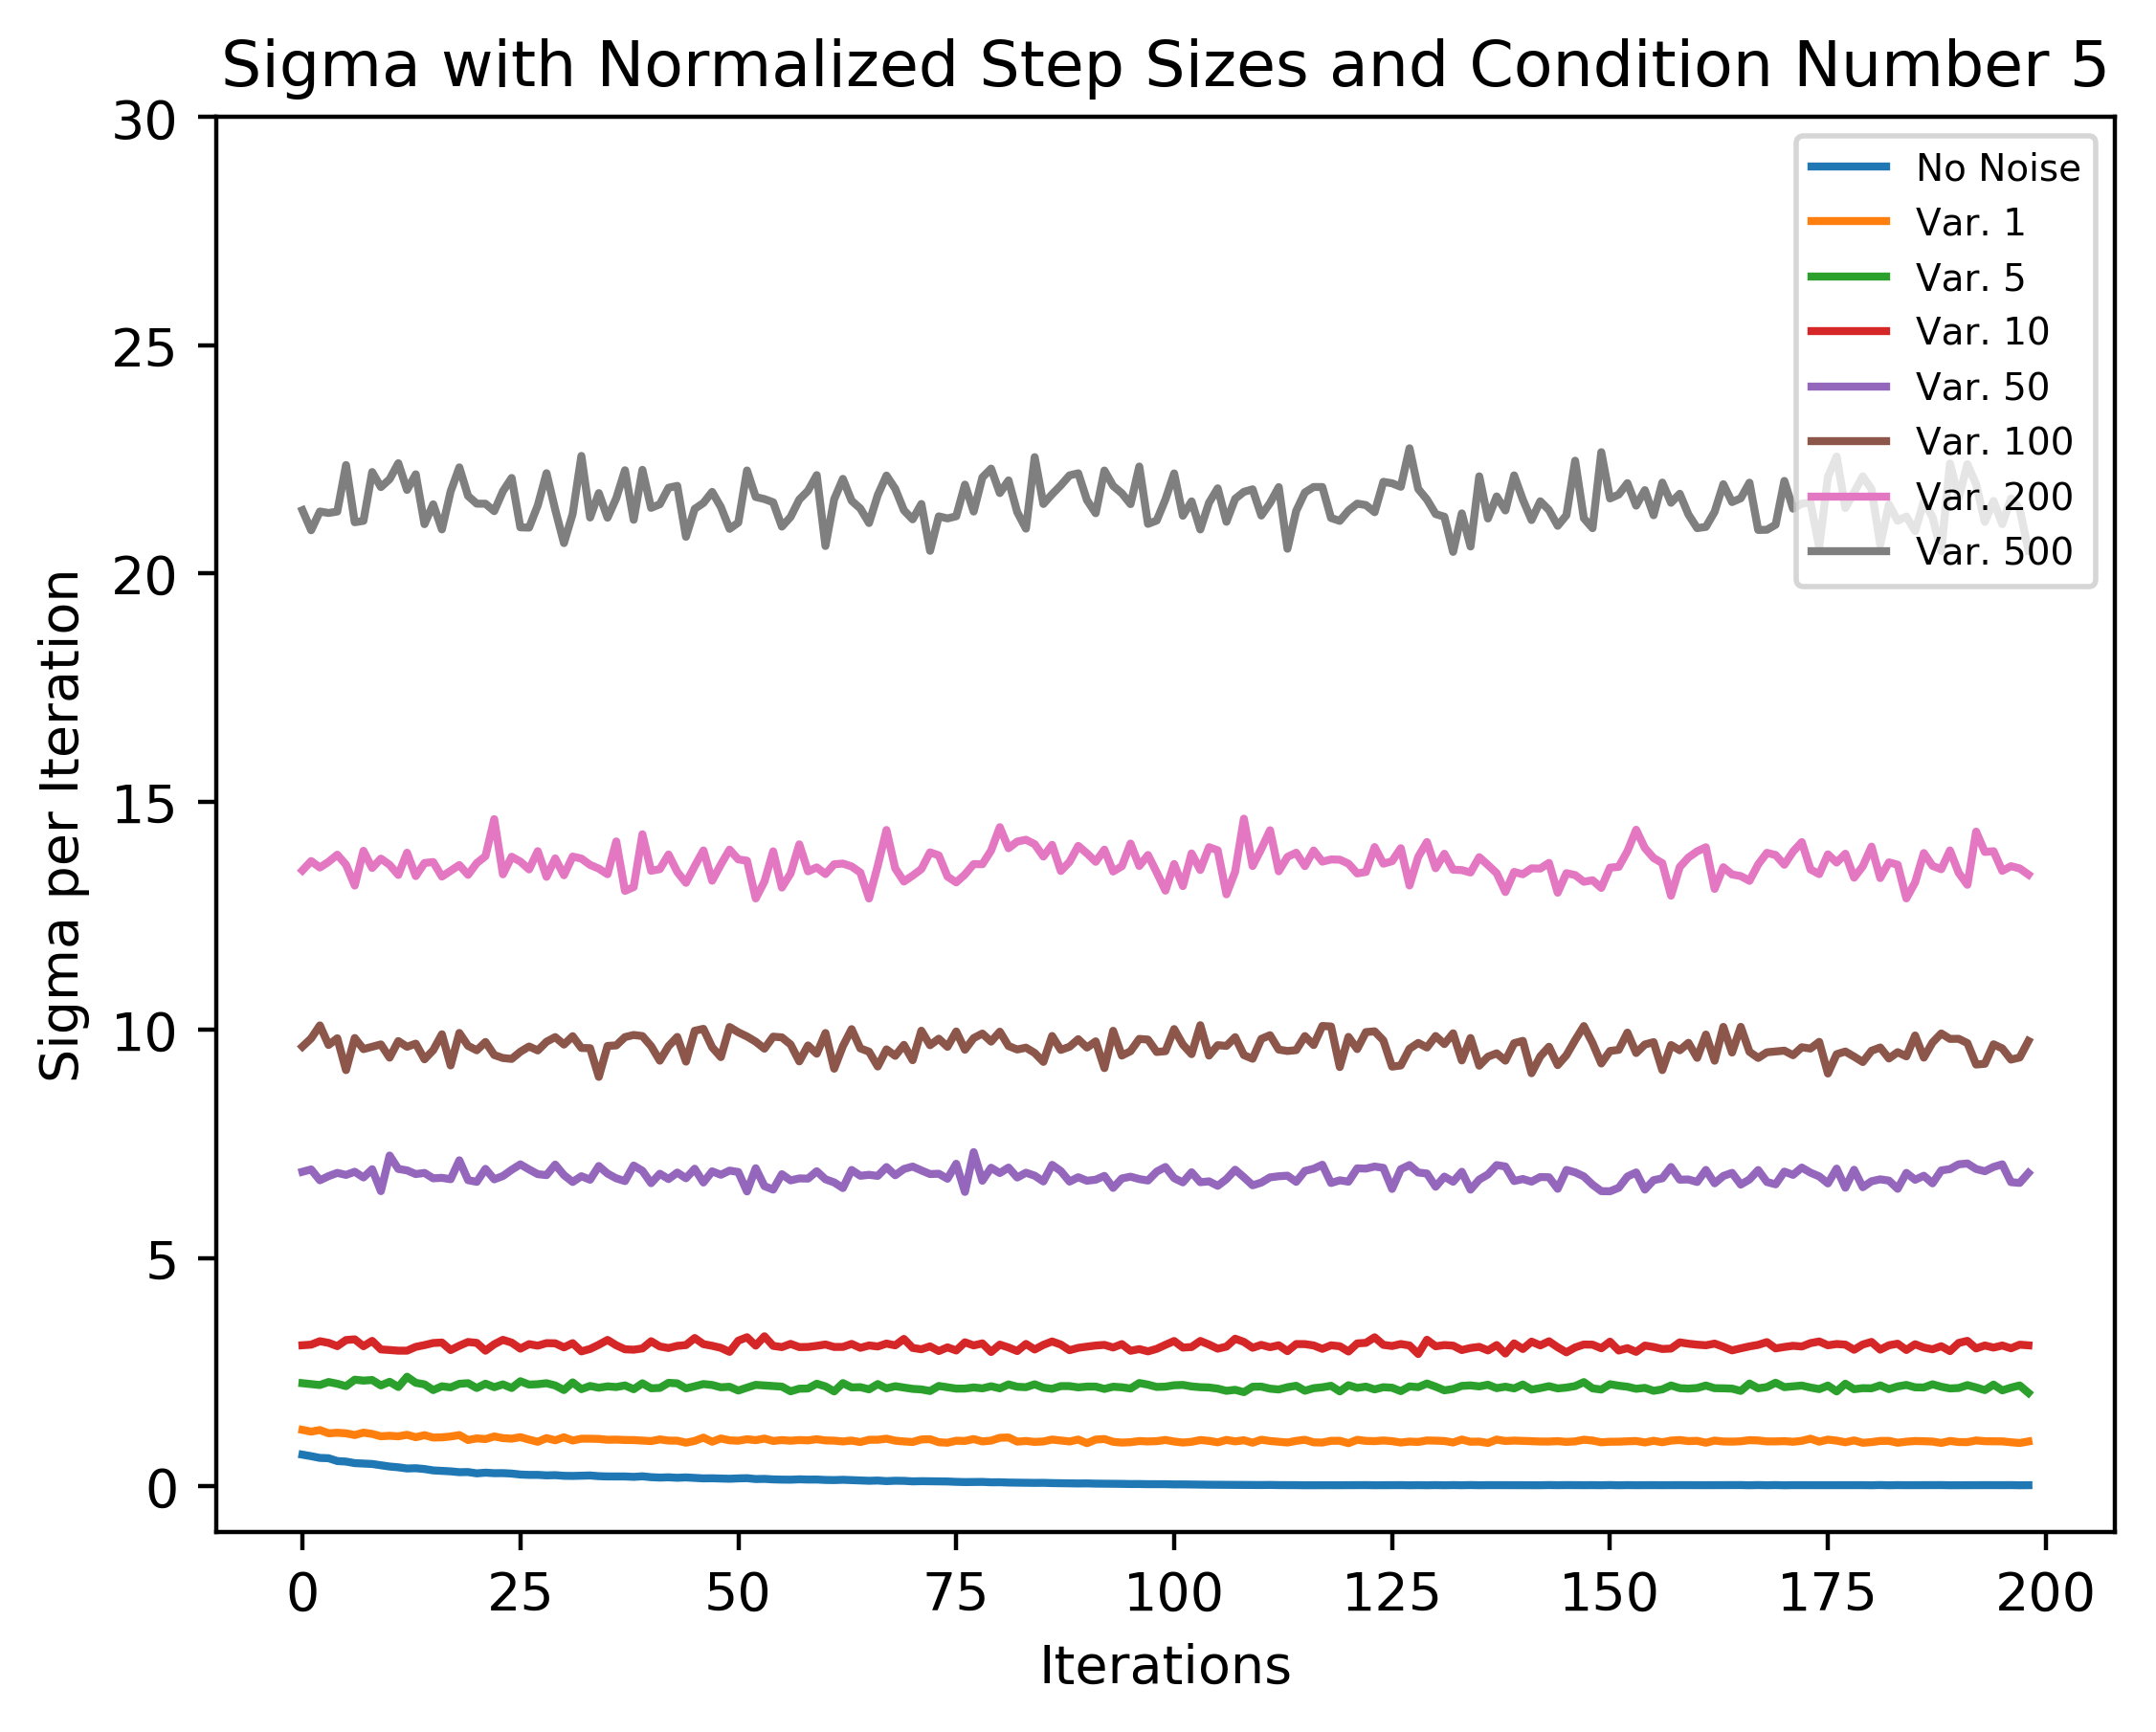 Sigma with Normalized Step Sizes and Condition Number 5
30
25
20
15
10
5
0
Sigma per Iteration
No Noise
Var. 1
Var. 5
Var. 10
Var. 50
Var. 100
Var. 200
Var. 500
0 25 50 75 100 125 150 175 200
Iterations